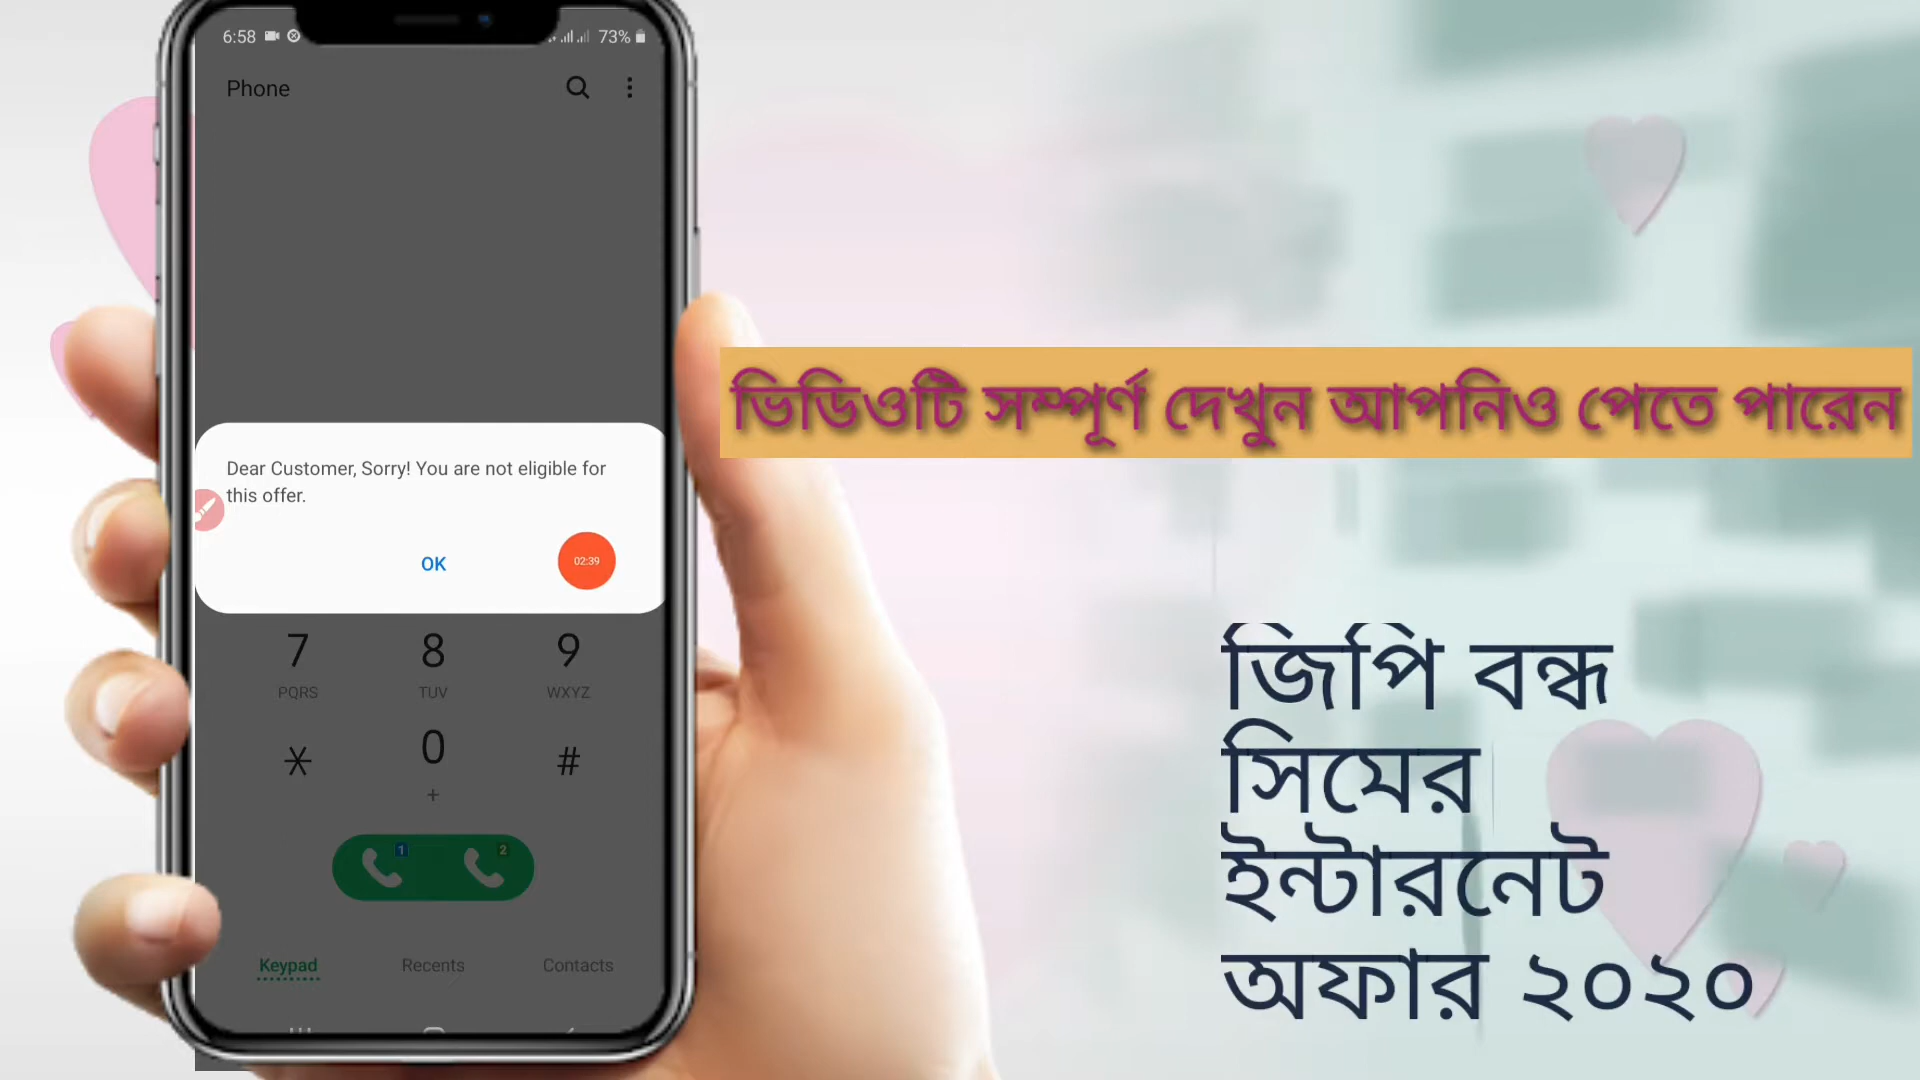 6:58
73%
Phone
ভিডিওটি সম্পূর্ণ দেখুন আপনিও পেতে পারেন
Dear Customer, Sorry! You are not eligible for
this offer.
OK
02:39
7 8 9
PQRS TUV WXYZ
* 0 #
+
1 2
Keypad Recents Contacts
জিপি বন্ধ
সিমের
ইন্টারনেট
অফার ২০২০